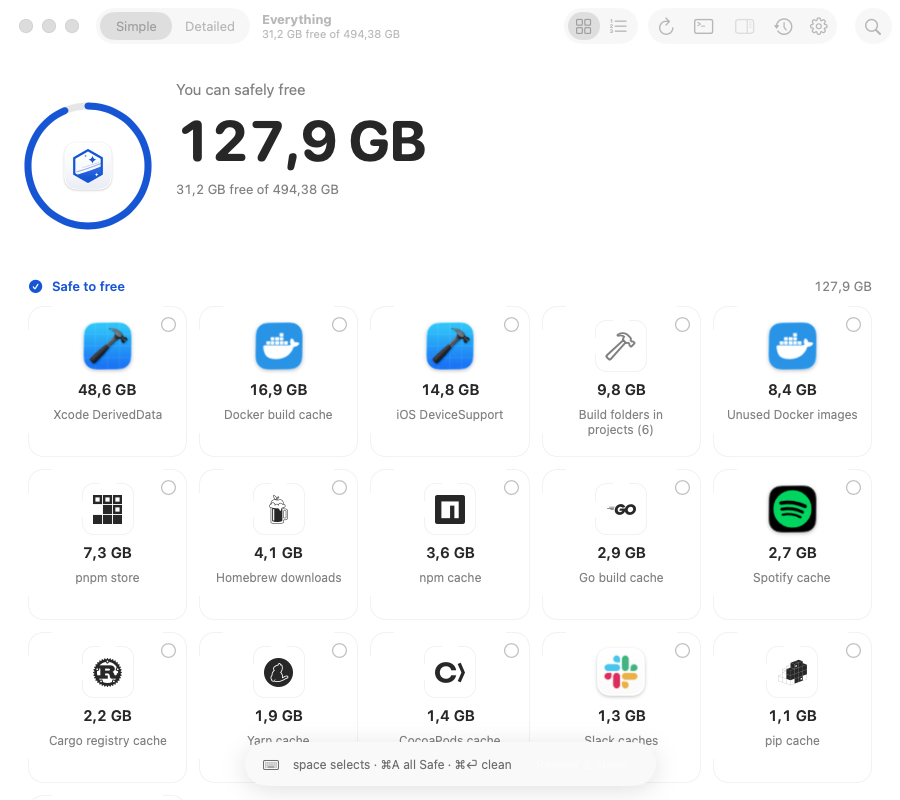 Simple
Detailed
Everything
31,2 GB free of 494,38 GB
You can safely free
127,9 GB
31,2 GB free of 494,38 GB
Safe to free
127,9 GB
48,6 GB
Xcode DerivedData
16,9 GB
Docker build cache
14,8 GB
iOS DeviceSupport
9,8 GB
Build folders in
projects (6)
8,4 GB
Unused Docker images
7,3 GB
pnpm store
4,1 GB
Homebrew downloads
3,6 GB
npm cache
GO
2,9 GB
Go build cache
2,7 GB
Spotify cache
R
2,2 GB
Cargo registry cache
1,9 GB
Yarn cache
1,4 GB
CocoaPods cache
1,3 GB
Slack caches
1,1 GB
pip cache
space selects · ⌘A all Safe · ⌘⏎ clean